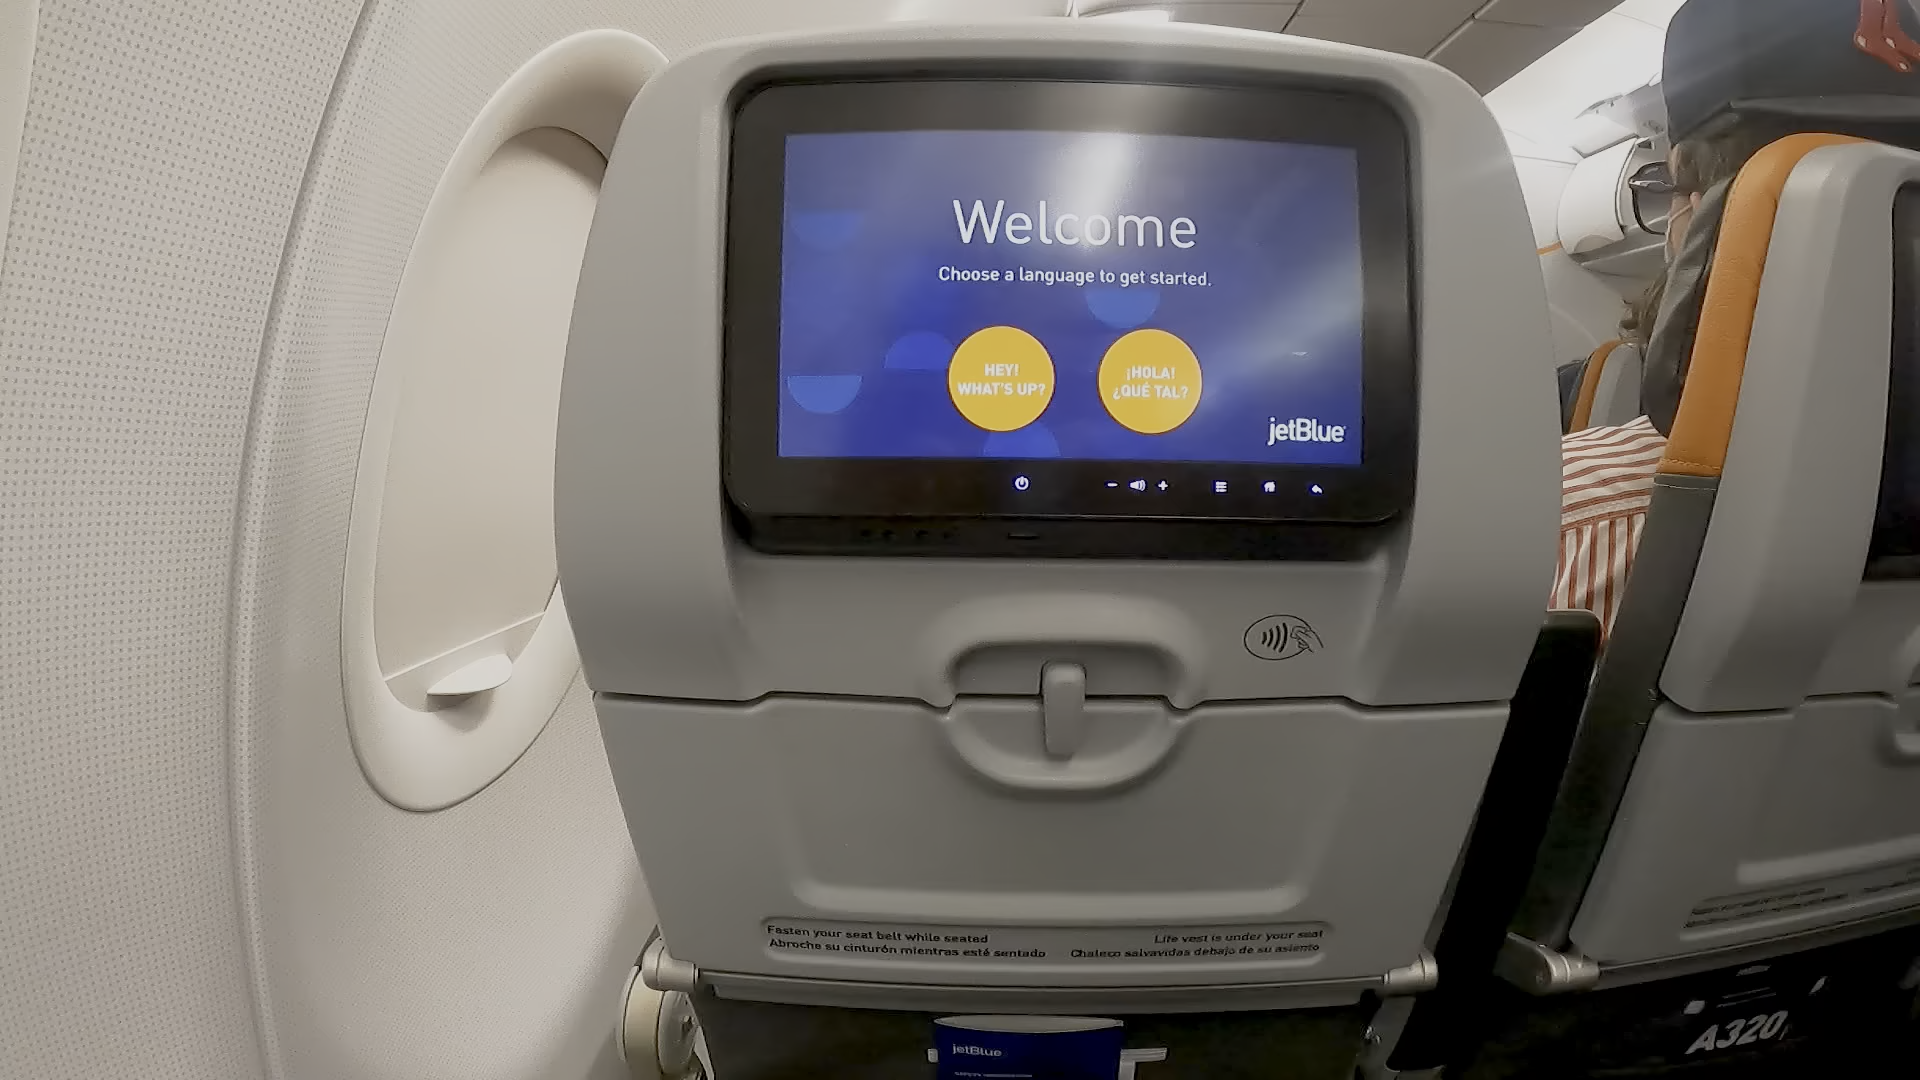 Welcome
Choose a language to get started.
HEY!
WHAT'S UP?
¡HOLA!
¿QUÉ TAL?
jetBlue
Fasten your seat belt while seated
Abroche su cinturón mientras esté sentado
Life vest is under your seat
Chaleco salvavidas debajo de su asiento
jetBlue
A320